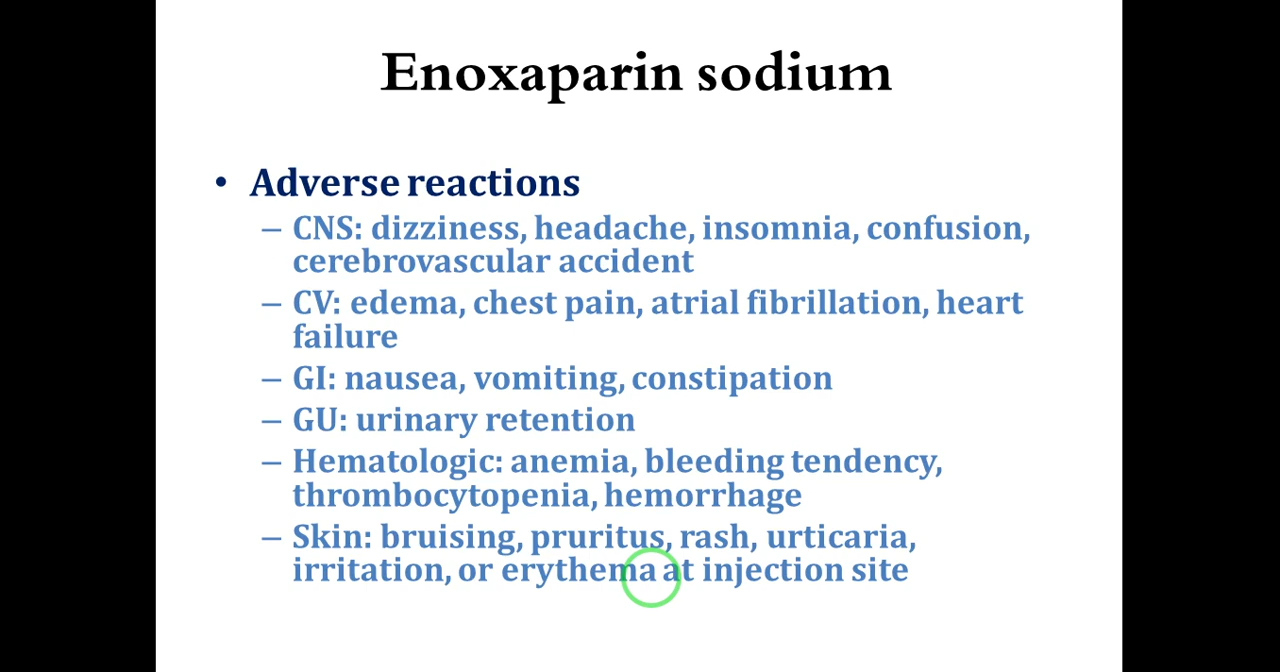 Enoxaparin sodium
• Adverse reactions
– CNS: dizziness, headache, insomnia, confusion,
cerebrovascular accident
– CV: edema, chest pain, atrial fibrillation, heart
failure
– GI: nausea, vomiting, constipation
– GU: urinary retention
– Hematologic: anemia, bleeding tendency,
thrombocytopenia, hemorrhage
– Skin: bruising, pruritus, rash, urticaria,
irritation, or erythema at injection site